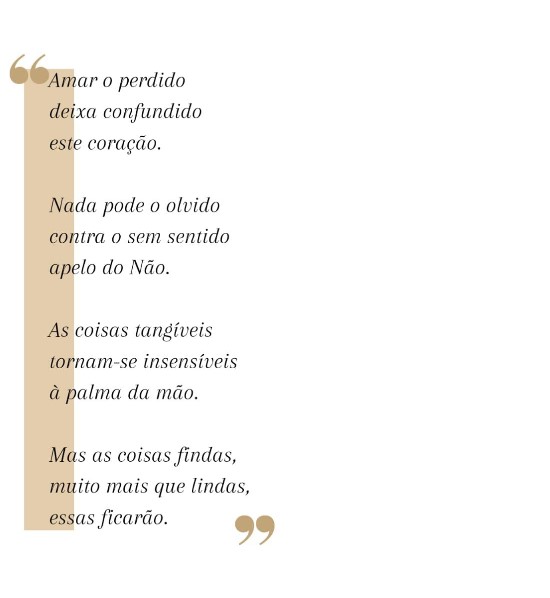 “Amar o perdido
deixa confundido
este coração.

Nada pode o olvido
contra o sem sentido
apelo do Não.

As coisas tangíveis
tornam-se insensíveis
à palma da mão.

Mas as coisas findas,
muito mais que lindas,
essas ficarão.”